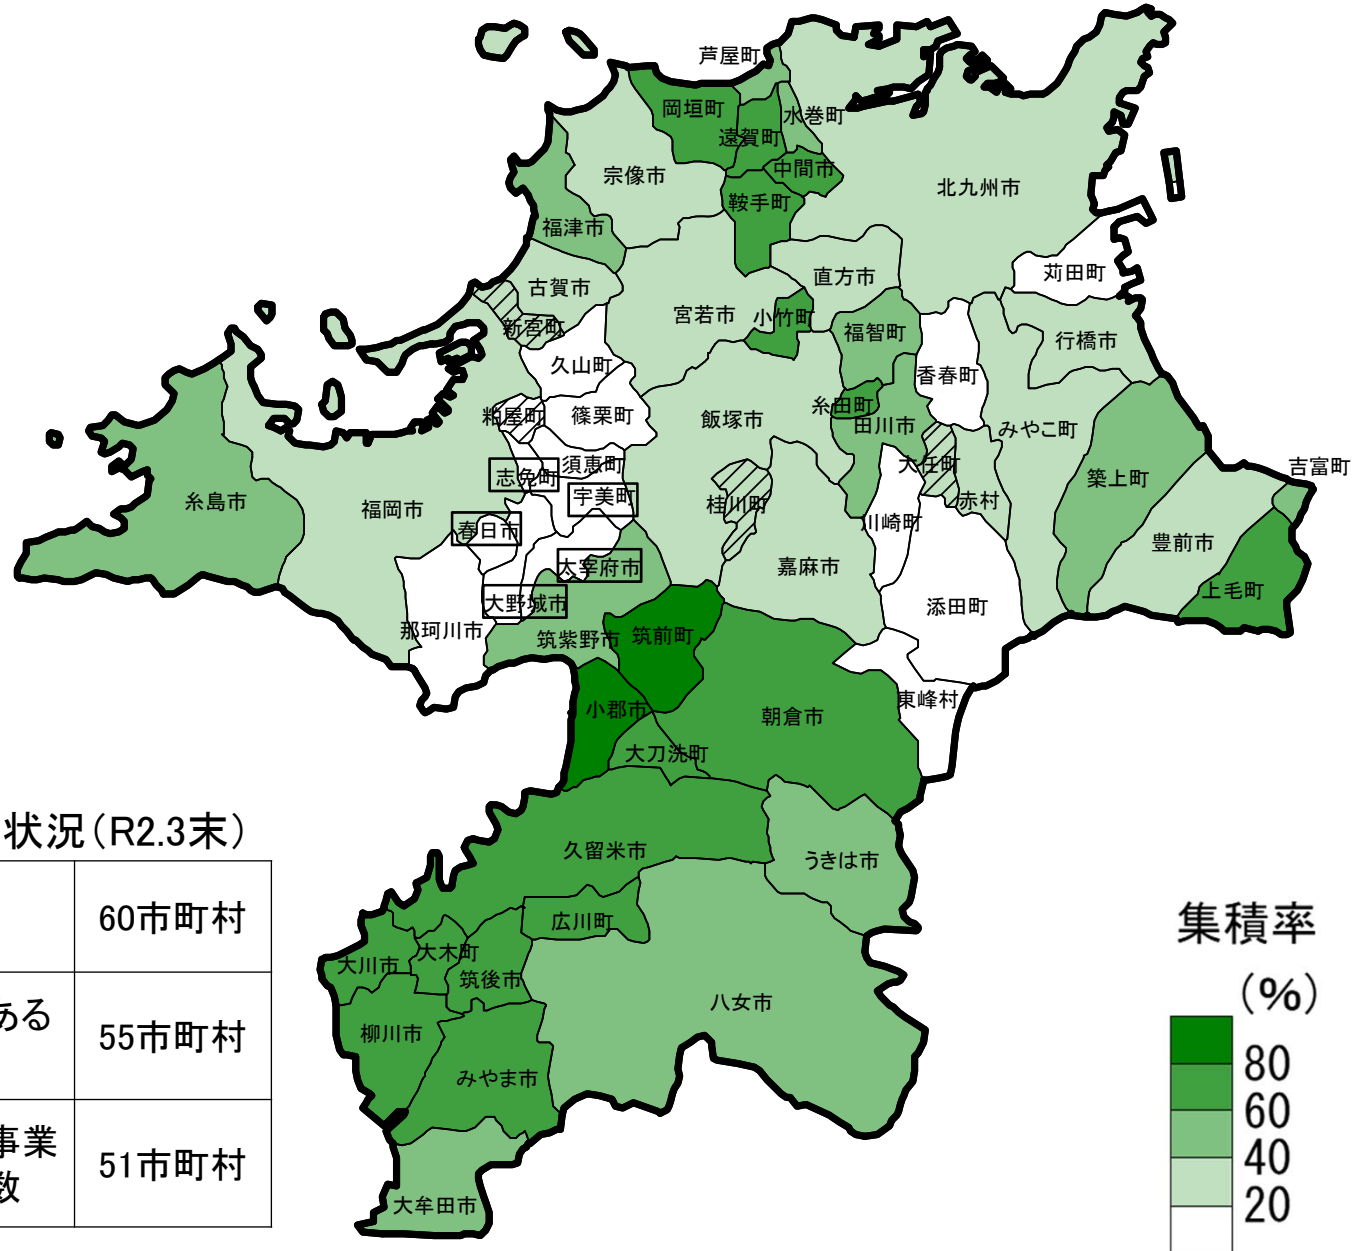 芦屋町
岡垣町
水巻町
遠賀町
中間市
宗像市
北九州市
鞍手町
福津市
苅田町
直方市
古賀市
宮若市
小竹町
新宮町
福智町
行橋市
久山町
香春町
糸田町
粕屋町
篠栗町
飯塚市
田川市
みやこ町
須恵町
大任町
吉富町
志免町
築上町
宇美町
糸島市
桂川町
赤村
福岡市
春日市
川崎町
豊前市
太宰府市
嘉麻市
上毛町
大野城市
添田町
那珂川市
筑紫野市
筑前町
東峰村
小郡市
朝倉市
大刀洗町
久留米市
うきは市
広川町
大木町
大川市
筑後市
八女市
柳川市
みやま市
大牟田市
状況(R2.3末)
60市町村
ある
55市町村
事業
数
51市町村
集積率
(%)
80
60
40
20